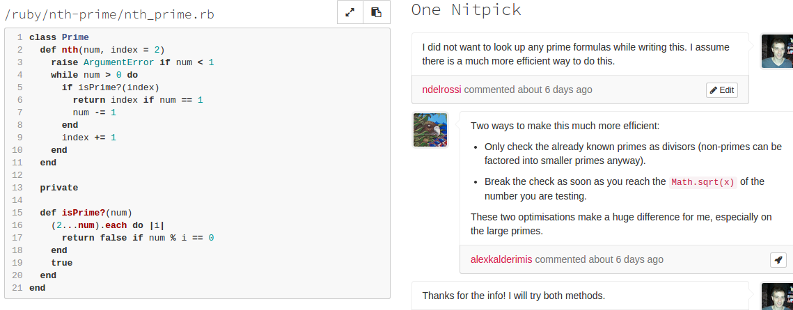 /ruby/nth-prime/nth_prime.rb
1 class Prime
2   def nth(num, index = 2)
3     raise ArgumentError if num < 1
4     while num > 0 do
5       if isPrime?(index)
6         return index if num == 1
7         num -= 1
8       end
9       index += 1
10     end
11   end
12
13   private
14
15   def isPrime?(num)
16     (2...num).each do |i|
17       return false if num % i == 0
18     end
19     true
20   end
21 end
One Nitpick
I did not want to look up any prime formulas while writing this. I assume
there is a much more efficient way to do this.
ndelrossi commented about 6 days ago
Edit
Two ways to make this much more efficient:
• Only check the already known primes as divisors (non-primes can be
factored into smaller primes anyway).
• Break the check as soon as you reach the Math.sqrt(x) of the
number you are testing.
These two optimisations make a huge difference for me, especially on
the large primes.
alexkalderimis commented about 6 days ago
Thanks for the info! I will try both methods.